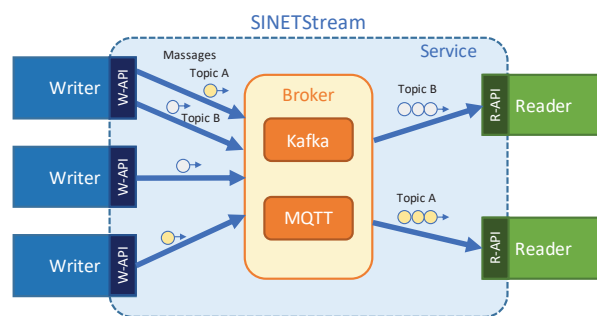 SINETStream
Service
Massages
Topic A
Topic B
Writer
W-API
Writer
W-API
Writer
W-API
Broker
Kafka
MQTT
Topic B
Topic A
R-API
Reader
R-API
Reader